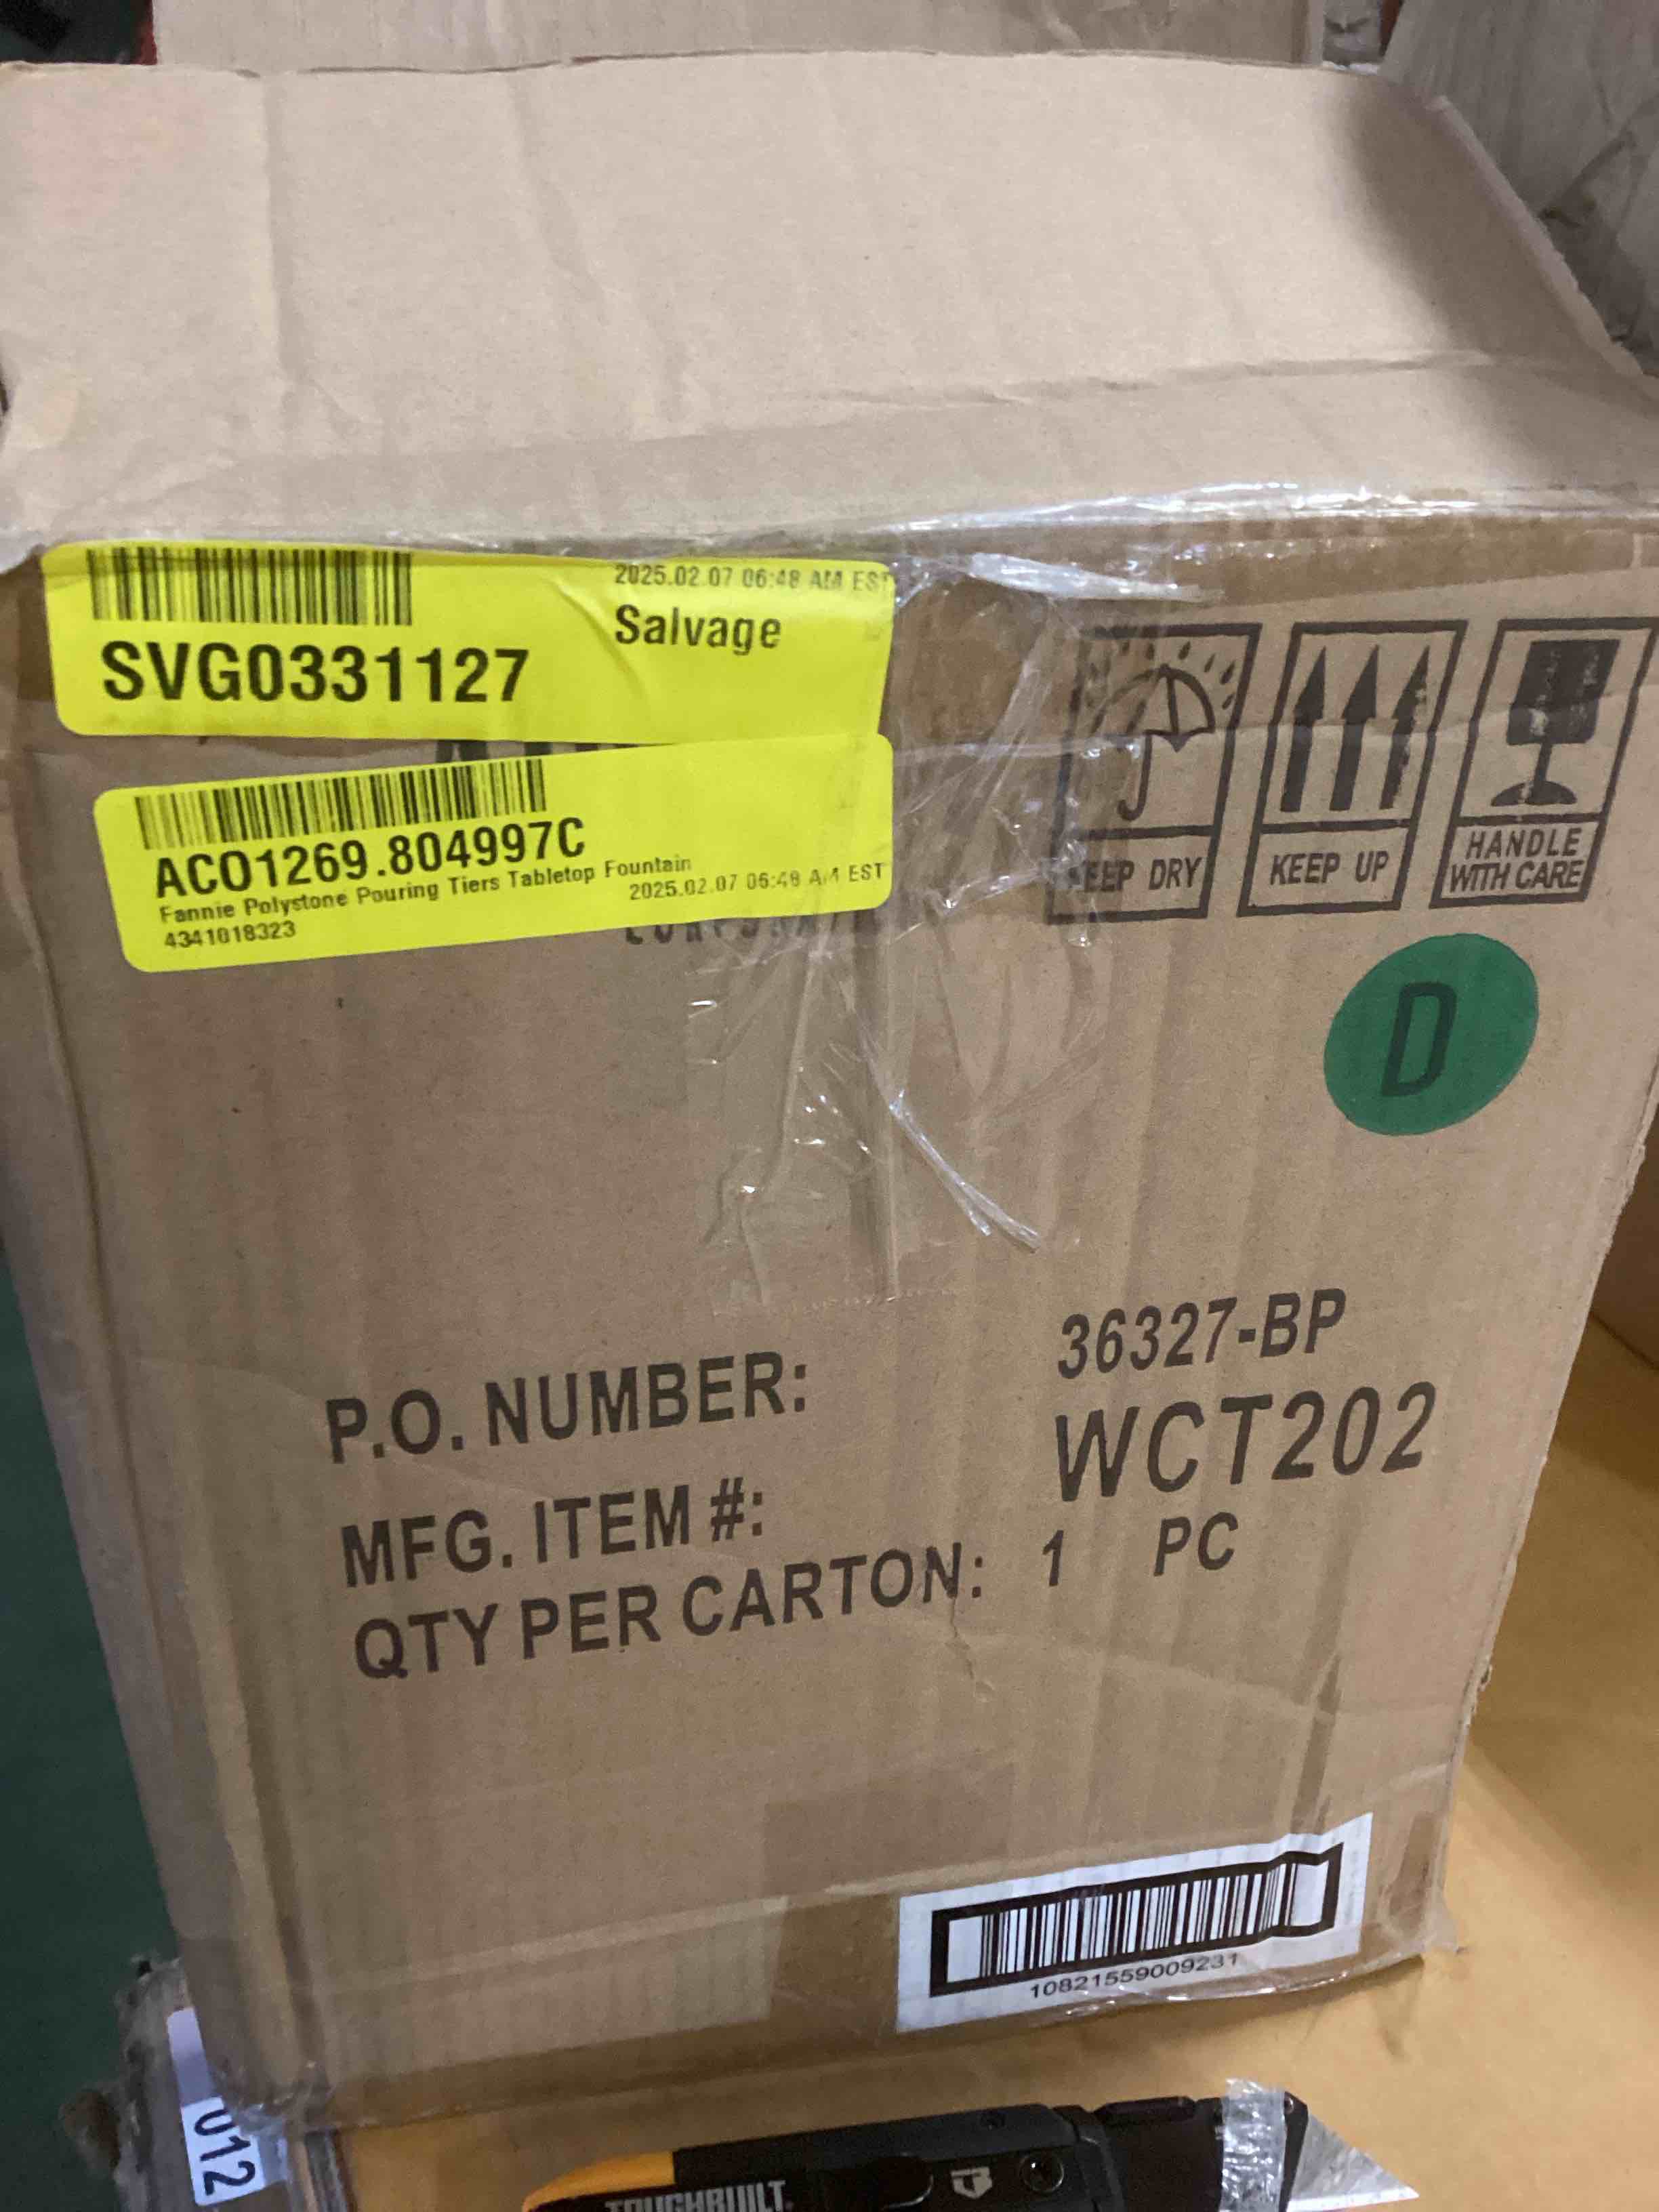 2025.02.07 06:48 AM EST
Salvage
SVG0331127
ACO1269.804997C
Fannie Polystone Pouring Tiers Tabletop Fountain
2025.02.07 06:48 AM EST
4341018323
KEEP DRY
KEEP UP
HANDLE
WITH CARE
D
P.O. NUMBER: 36327-BP
MFG. ITEM #: WCT202
QTY PER CARTON: 1 PC
10821559009231
012
TOUGHBUILT